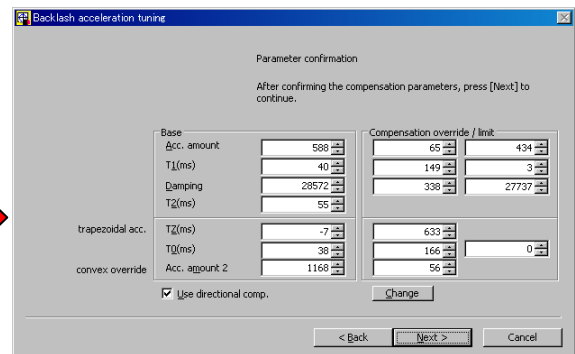 Backlash acceleration tuning
Parameter confirmation
After confirming the compensation parameters, press [Next] to
continue.
Base
Compensation override / limit
Acc. amount 588 65 434
T1(ms) 40 149 3
Damping 28572 338 27737
T2(ms) 55
trapezoidal acc. TZ(ms) -7 633
T0(ms) 38 166 0
convex override Acc. amount 2 1168 56
Use directional comp. Change
< Back Next > Cancel